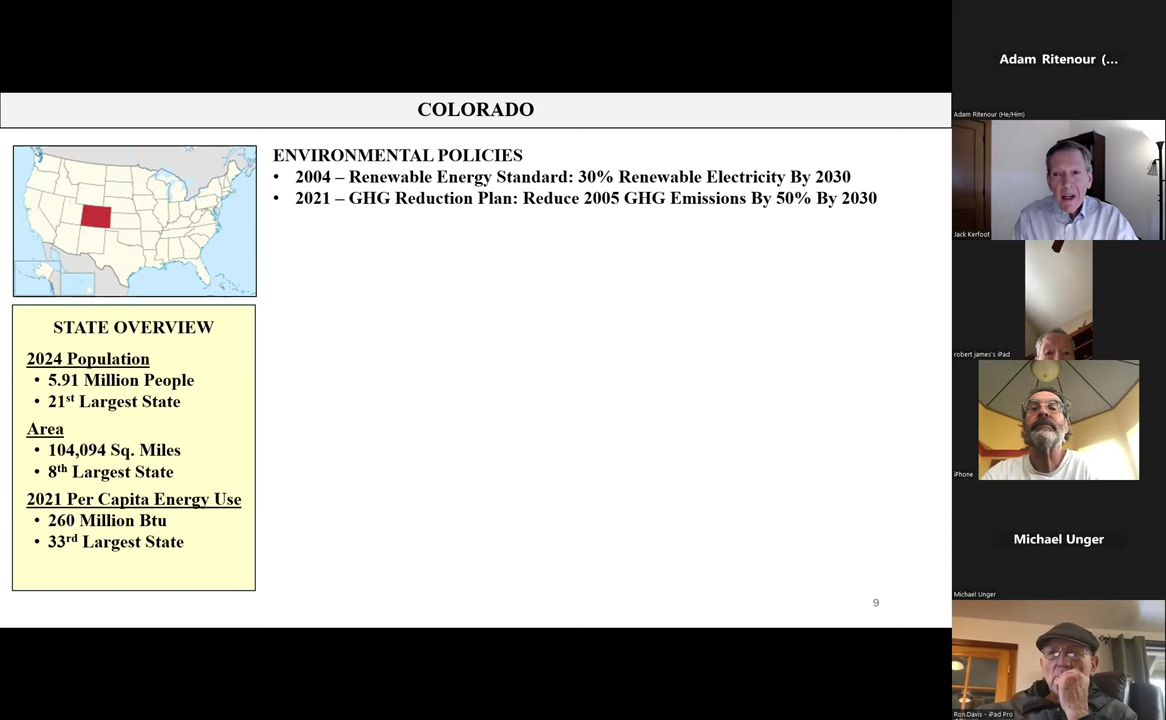 COLORADO
ENVIRONMENTAL POLICIES
• 2004 – Renewable Energy Standard: 30% Renewable Electricity By 2030
• 2021 – GHG Reduction Plan: Reduce 2005 GHG Emissions By 50% By 2030
STATE OVERVIEW
2024 Population
• 5.91 Million People
• 21st Largest State
Area
• 104,094 Sq. Miles
• 8th Largest State
2021 Per Capita Energy Use
• 260 Million Btu
• 33rd Largest State
9
Adam Ritenour (...
Adam Ritenour (He/Him)
Jack Kerfoot
robert james's iPad
iPhone
Michael Unger
Michael Unger
Ron Davis - iPad Pro